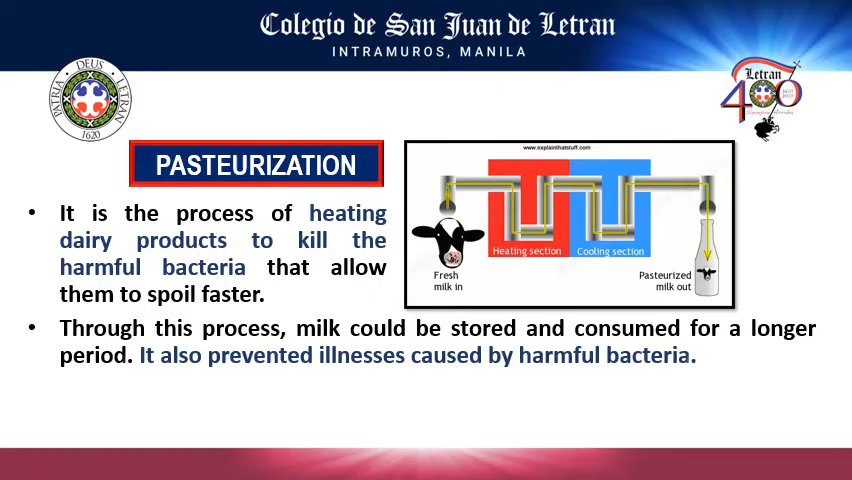 Colegio de San Juan de Letran
INTRAMUROS, MANILA
DEUS
PATRIA
LETRAN
1620
Letran
400
PASTEURIZATION
www.explainthatstuff.com
Heating section
Cooling section
Fresh
milk in
Pasteurized
milk out
• It is the process of heating
dairy products to kill the
harmful bacteria that allow
them to spoil faster.
• Through this process, milk could be stored and consumed for a longer
period. It also prevented illnesses caused by harmful bacteria.